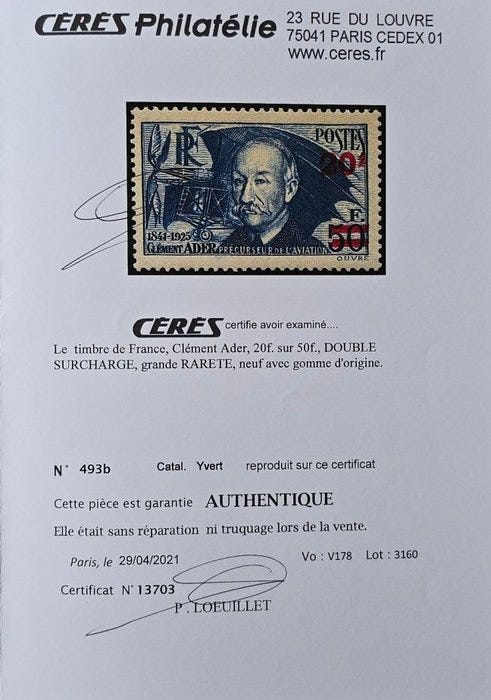 CÉRÈS Philatélie
23 RUE DU LOUVRE
75041 PARIS CEDEX 01
www.ceres.fr
RF
POSTES
20F
1841-1925
F.
50
CLÉMENT ADER PRÉCURSEUR DE L'AVIATION
OUVRÉ
CÉRÈS certifie avoir examiné....
Le timbre de France, Clément Ader, 20f. sur 50f., DOUBLE
SURCHARGE, grande RARETE, neuf avec gomme d'origine.
N° 493b Catal. Yvert reproduit sur ce certificat
Cette pièce est garantie AUTHENTIQUE
Elle était sans réparation ni truquage lors de la vente.
Paris, le 29/04/2021 Vo : V178 Lot : 3160
Certificat N° 13703
P. LOEUILLET